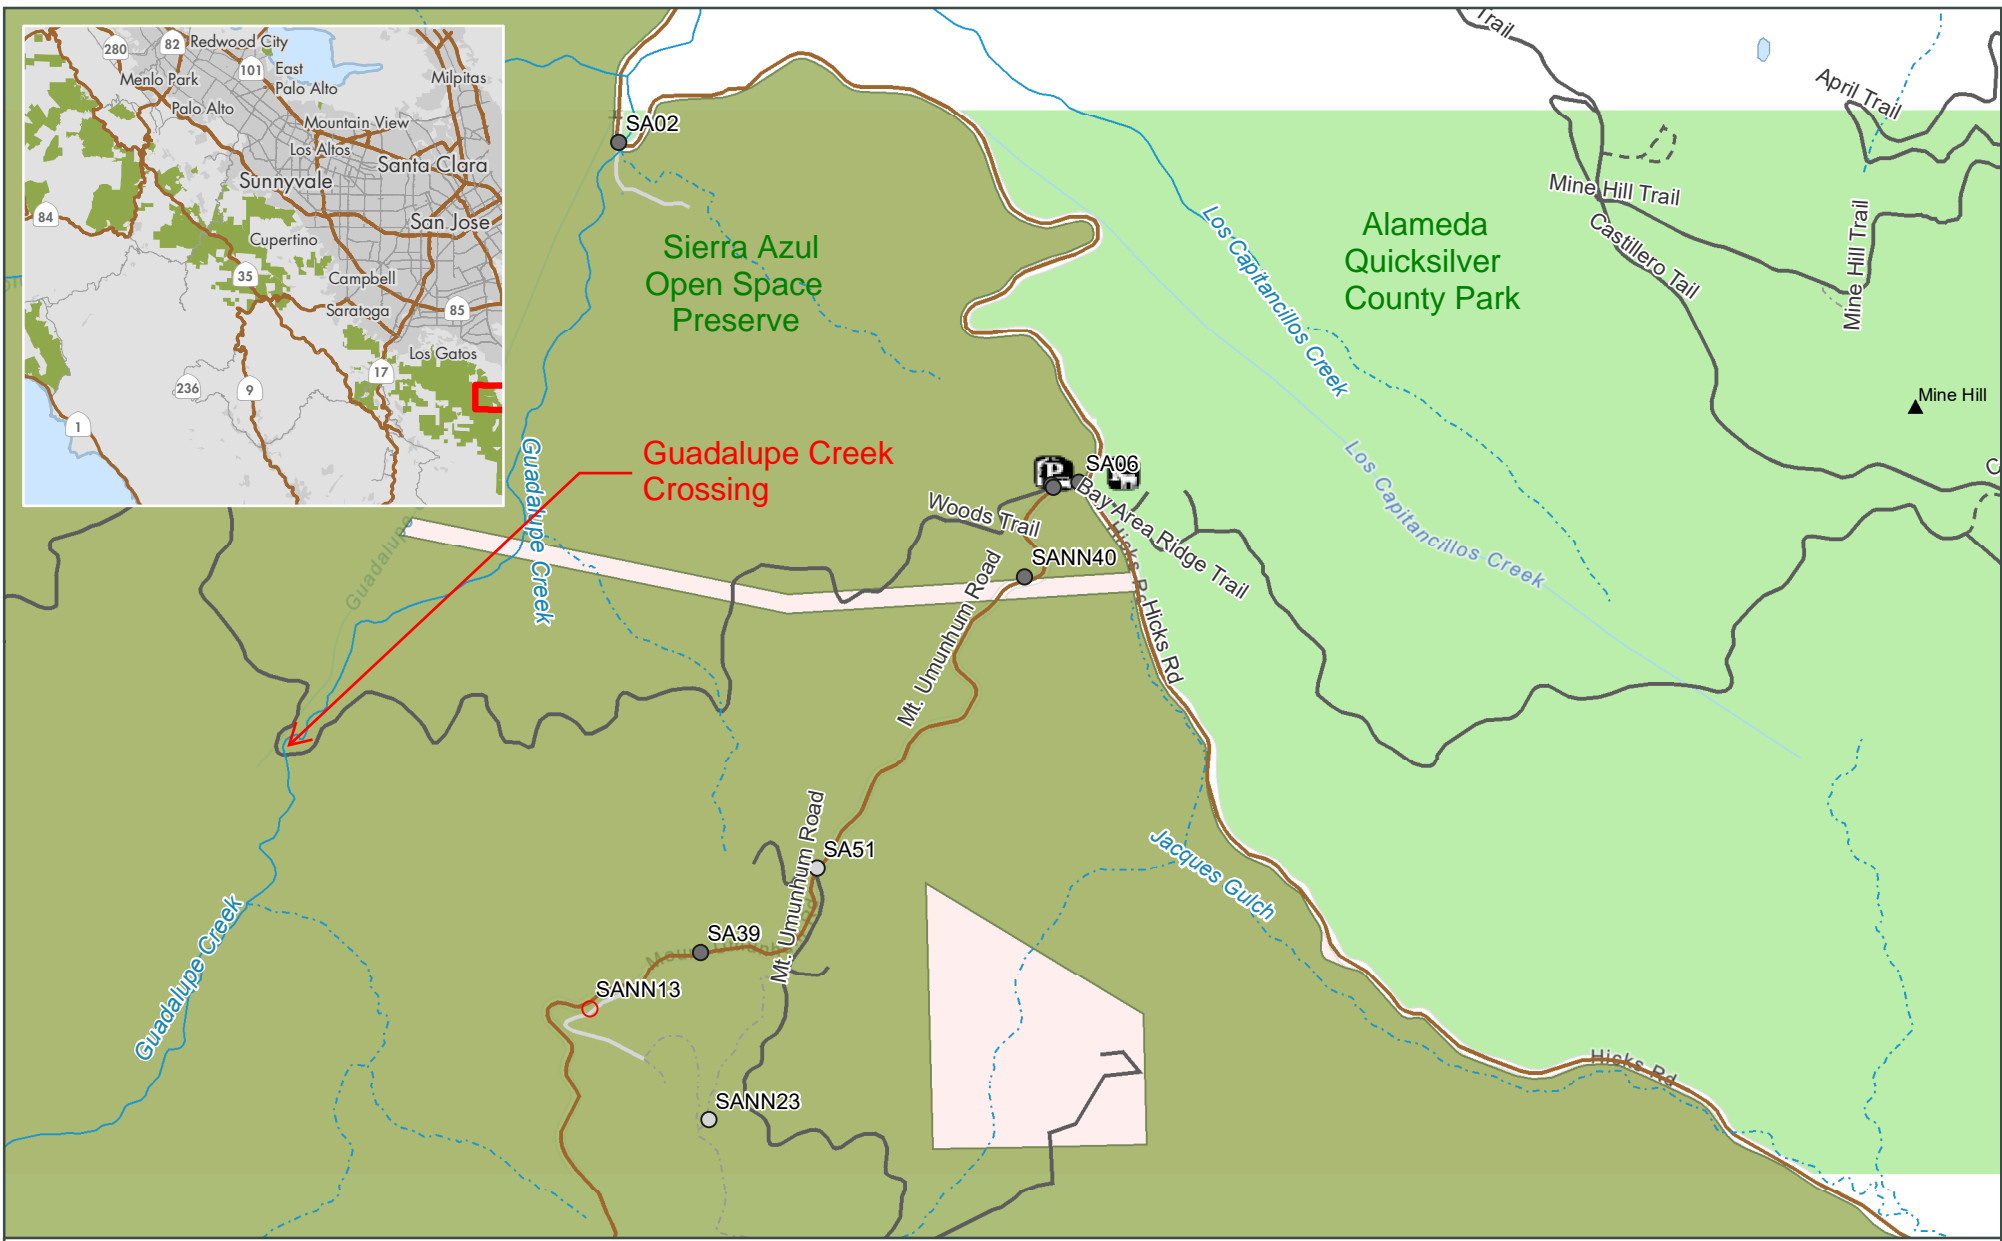 280
82
Redwood City
101
East
Palo Alto
Menlo Park
Milpitas
Palo Alto
Mountain View
Los Altos
Santa Clara
Sunnyvale
84
San Jose
Cupertino
35
Campbell
Saratoga
85
Los Gatos
17
236
9
1
SA02
Trail
April Trail
Mine Hill Trail
Castillero Tail
Mine Hill Trail
Sierra Azul
Open Space
Preserve
Los Capitancillos Creek
Alameda
Quicksilver
County Park
Mine Hill
Guadalupe Creek
Crossing
Guadalupe Creek
Guadalupe
P
SA06
Woods Trail
Bay Area Ridge Trail
Los Capitancillos Creek
SANN40
Hicks Rd
Hicks Rd
Mt. Umunhum Road
Mt. Umunhum Road
SA51
Jacques Gulch
Guadalupe Creek
SA39
SANN13
SANN23
Hicks Rd